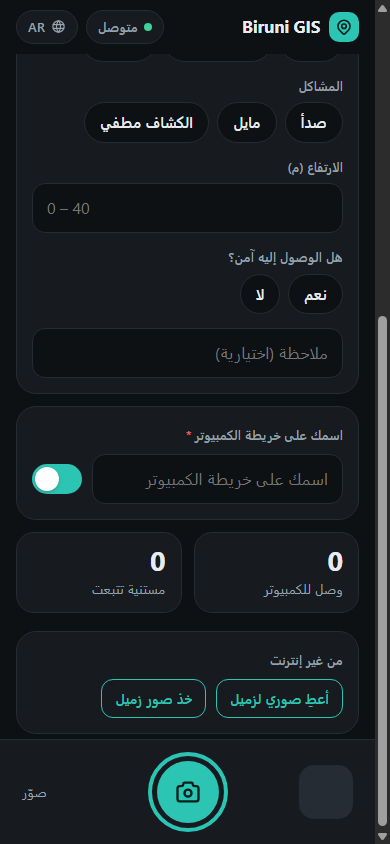 Biruni GIS
متوصل
AR
المشاكل
صدأ
مايل
الكشاف مطفي
الارتفاع (م)
0 – 40
هل الوصول إليه آمن؟
نعم
لا
ملاحظة (اختيارية)
اسمك على خريطة الكمبيوتر *
اسمك على خريطة الكمبيوتر
0
وصل للكمبيوتر
0
مستنية تتبعت
من غير إنترنت
أعطِ صوري لزميل
خذ صور زميل
صوّر